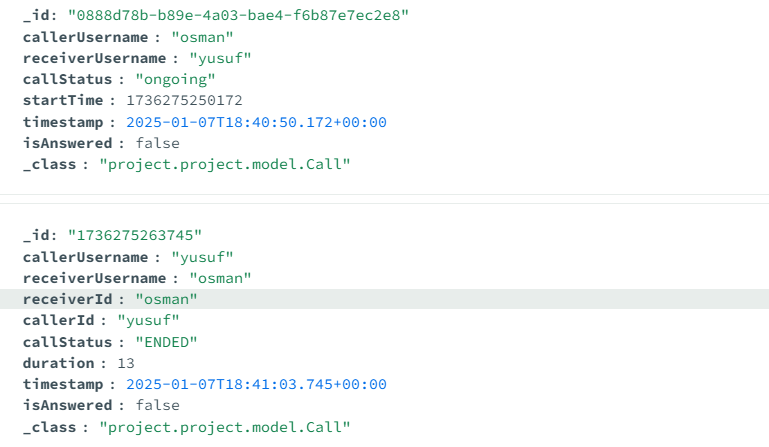 _id: "0888d78b-b89e-4a03-bae4-f6b87e7ec2e8"
callerUsername : "osman"
receiverUsername : "yusuf"
callStatus : "ongoing"
startTime : 1736275250172
timestamp : 2025-01-07T18:40:50.172+00:00
isAnswered : false
_class : "project.project.model.Call"
_id: "1736275263745"
callerUsername : "yusuf"
receiverUsername : "osman"
receiverId : "osman"
callerId : "yusuf"
callStatus : "ENDED"
duration : 13
timestamp : 2025-01-07T18:41:03.745+00:00
isAnswered : false
_class : "project.project.model.Call"